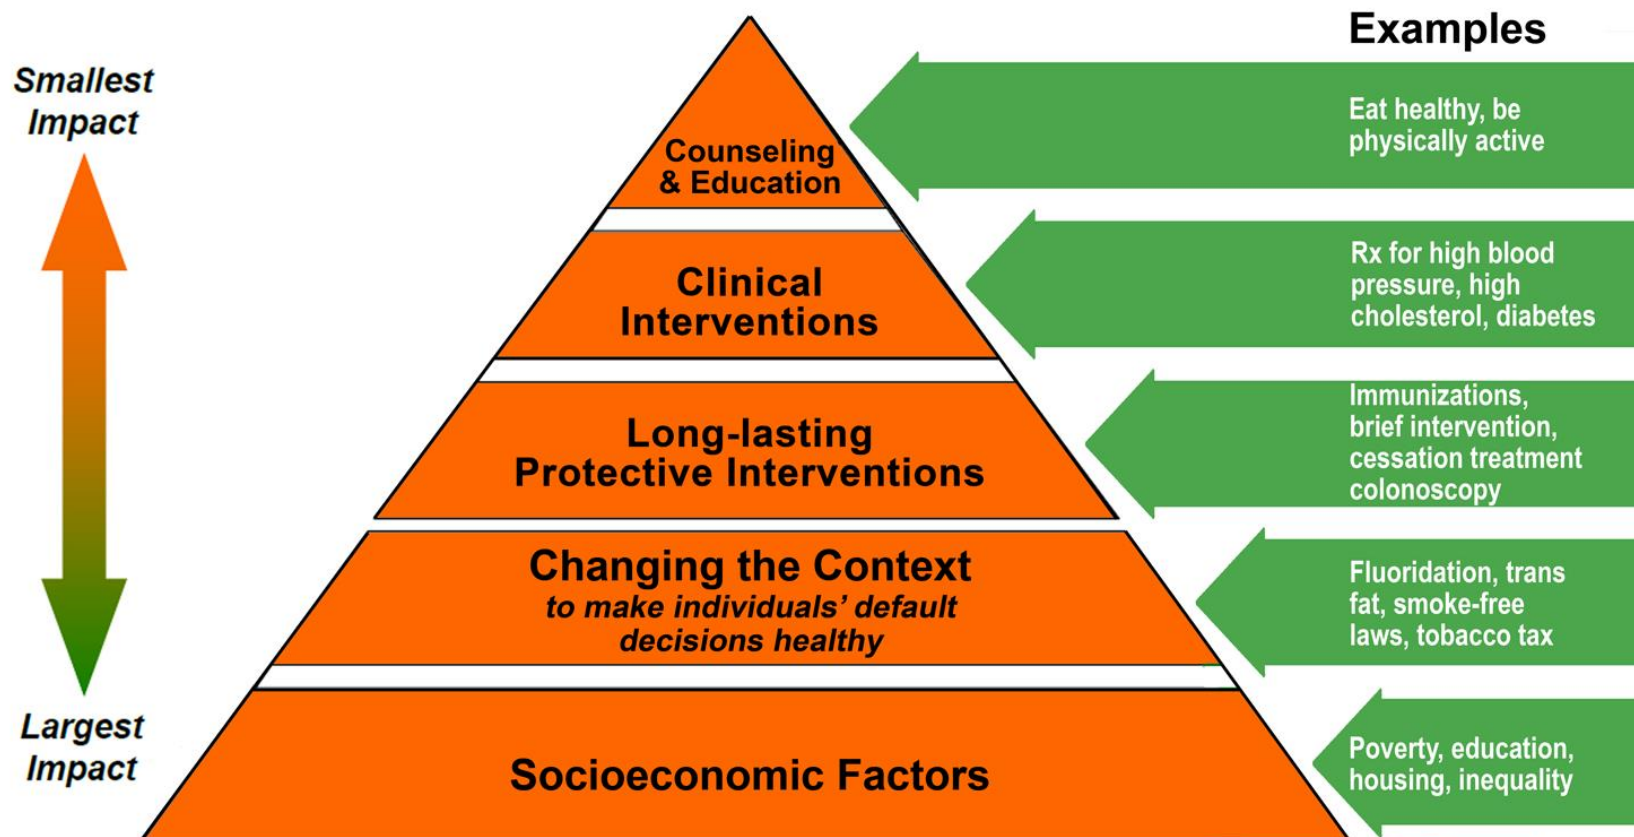 Examples
Smallest
Impact
Counseling
& Education
Eat healthy, be
physically active
Clinical
Interventions
Rx for high blood
pressure, high
cholesterol, diabetes
Long-lasting
Protective Interventions
Immunizations,
brief intervention,
cessation treatment
colonoscopy
Changing the Context
to make individuals’ default
decisions healthy
Fluoridation, trans
fat, smoke-free
laws, tobacco tax
Largest
Impact
Socioeconomic Factors
Poverty, education,
housing, inequality